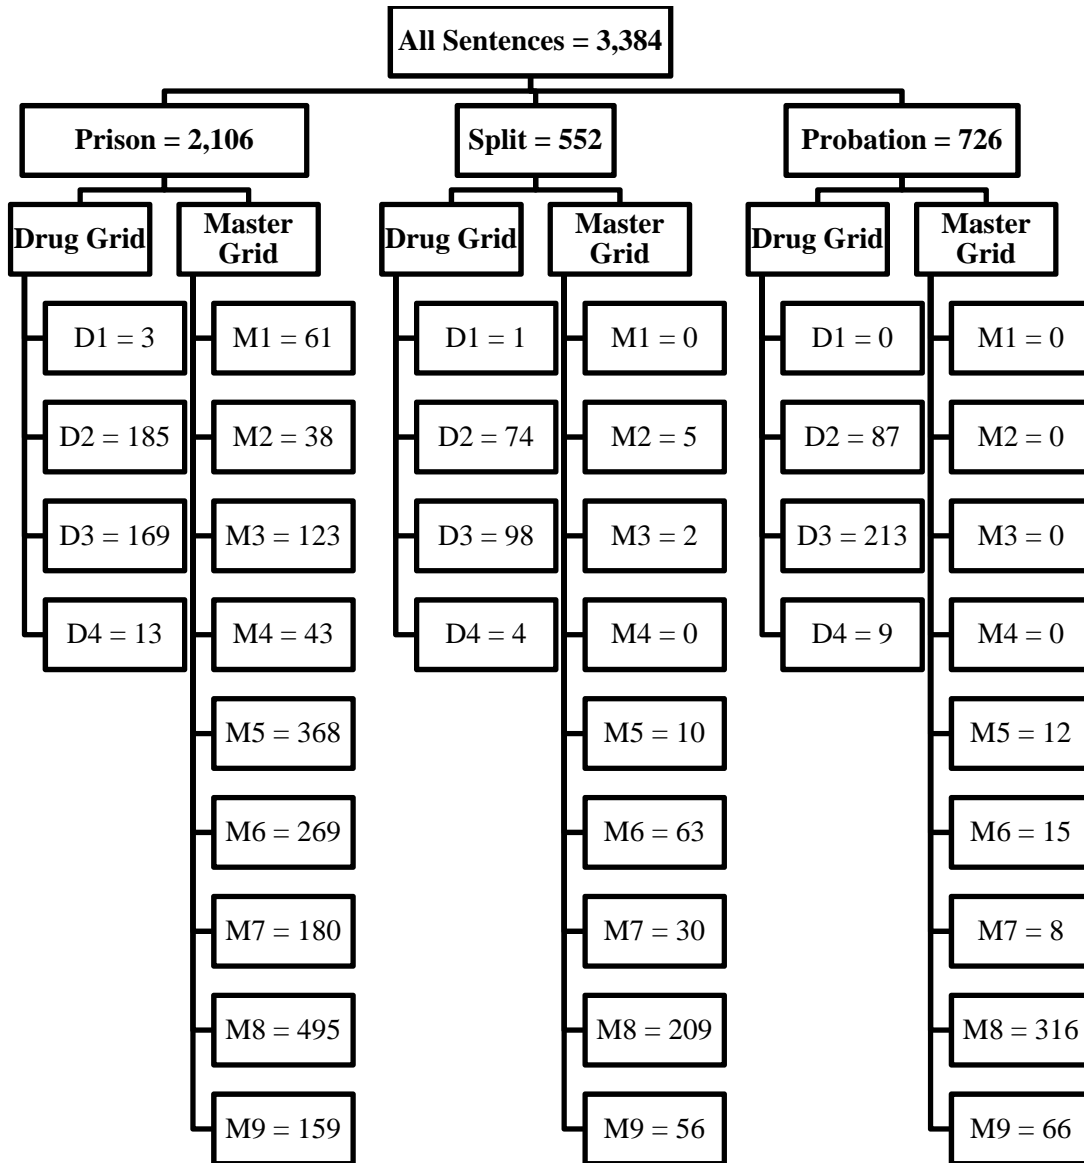 All Sentences = 3,384
Prison = 2,106
Split = 552
Probation = 726
Drug Grid
Master
Grid
Drug Grid
Master
Grid
Drug Grid
Master
Grid
D1 = 3
M1 = 61
D1 = 1
M1 = 0
D1 = 0
M1 = 0
D2 = 185
M2 = 38
D2 = 74
M2 = 5
D2 = 87
M2 = 0
D3 = 169
M3 = 123
D3 = 98
M3 = 2
D3 = 213
M3 = 0
D4 = 13
M4 = 43
D4 = 4
M4 = 0
D4 = 9
M4 = 0
M5 = 368
M5 = 10
M5 = 12
M6 = 269
M6 = 63
M6 = 15
M7 = 180
M7 = 30
M7 = 8
M8 = 495
M8 = 209
M8 = 316
M9 = 159
M9 = 56
M9 = 66